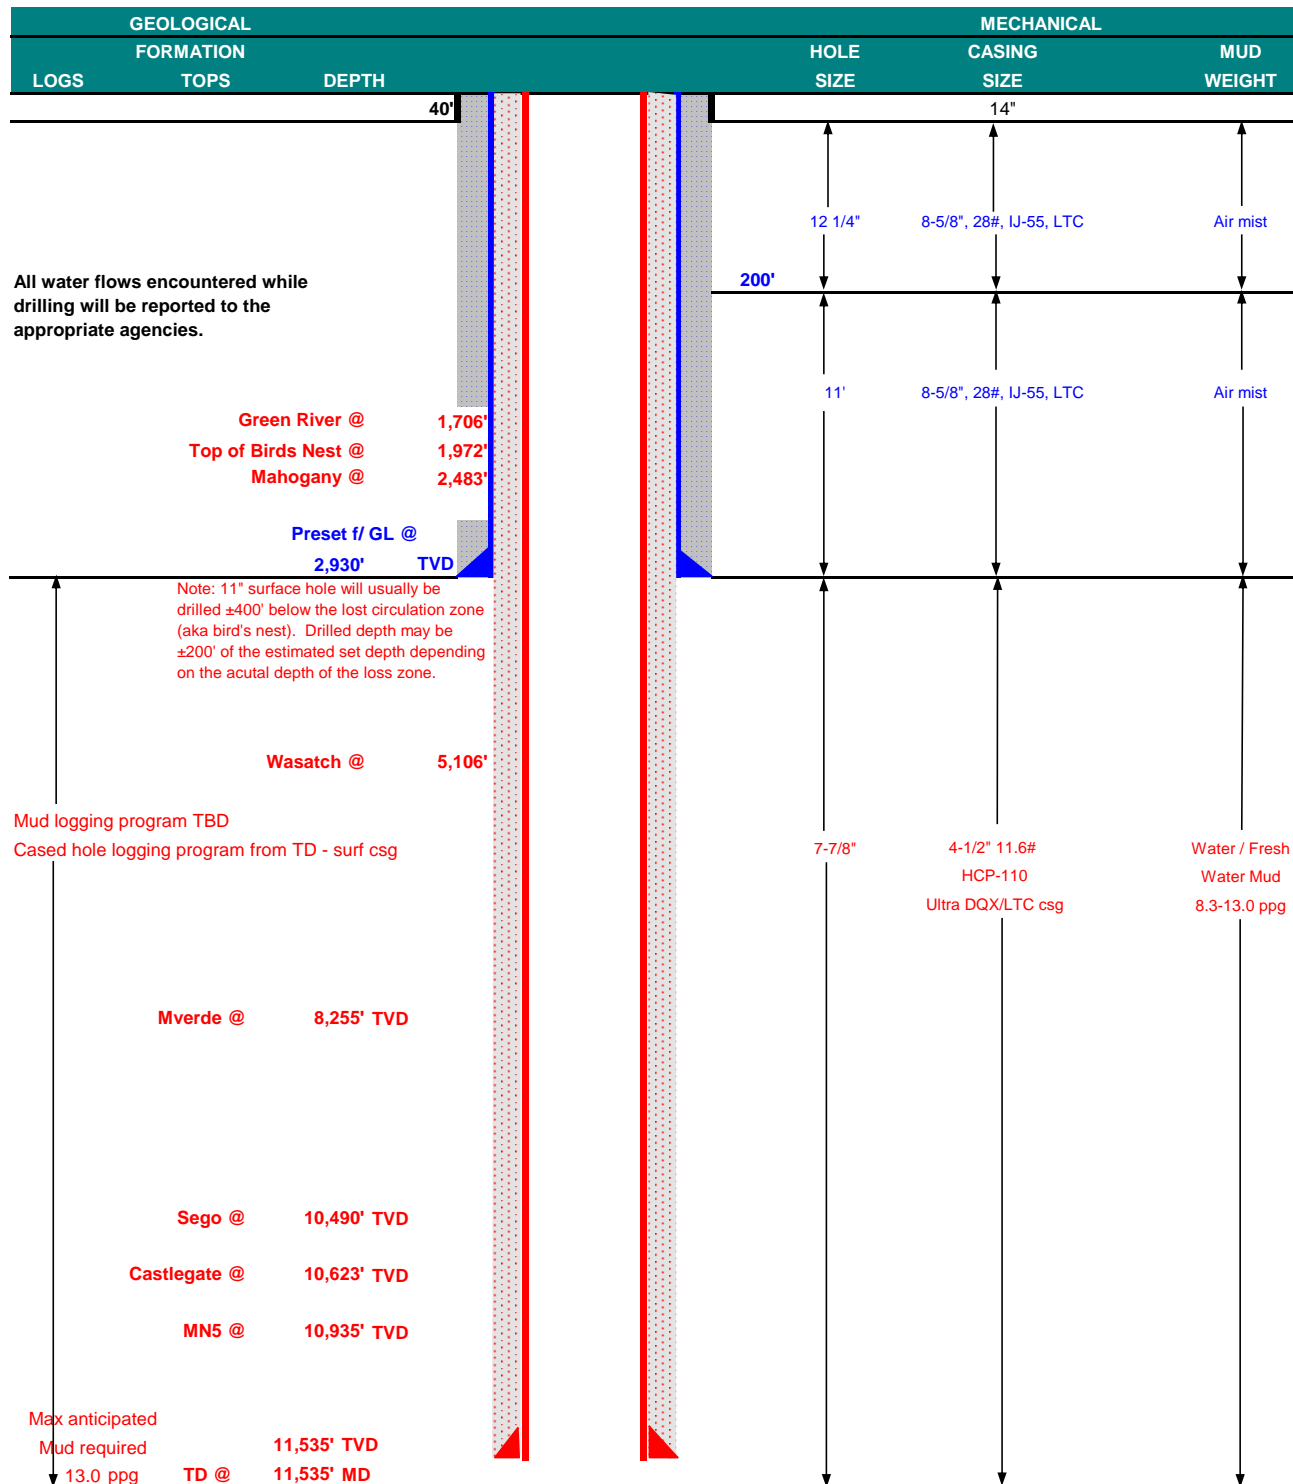 GEOLOGICAL MECHANICAL
FORMATION HOLE CASING MUD
LOGS TOPS DEPTH SIZE SIZE WEIGHT
40' 14"
12 1/4" 8-5/8", 28#, IJ-55, LTC Air mist
All water flows encountered while
drilling will be reported to the
appropriate agencies.
200'
11' 8-5/8", 28#, IJ-55, LTC Air mist
Green River @ 1,706'
Top of Birds Nest @ 1,972'
Mahogany @ 2,483'
Preset f/ GL @
2,930' TVD
Note: 11" surface hole will usually be
drilled ±400' below the lost circulation zone
(aka bird's nest). Drilled depth may be
±200' of the estimated set depth depending
on the acutal depth of the loss zone.
Wasatch @ 5,106'
Mud logging program TBD
Cased hole logging program from TD - surf csg
7-7/8" 4-1/2" 11.6# Water / Fresh
HCP-110 Water Mud
Ultra DQX/LTC csg 8.3-13.0 ppg
Mverde @ 8,255' TVD
Sego @ 10,490' TVD
Castlegate @ 10,623' TVD
MN5 @ 10,935' TVD
Max anticipated
Mud required 11,535' TVD
13.0 ppg TD @ 11,535' MD